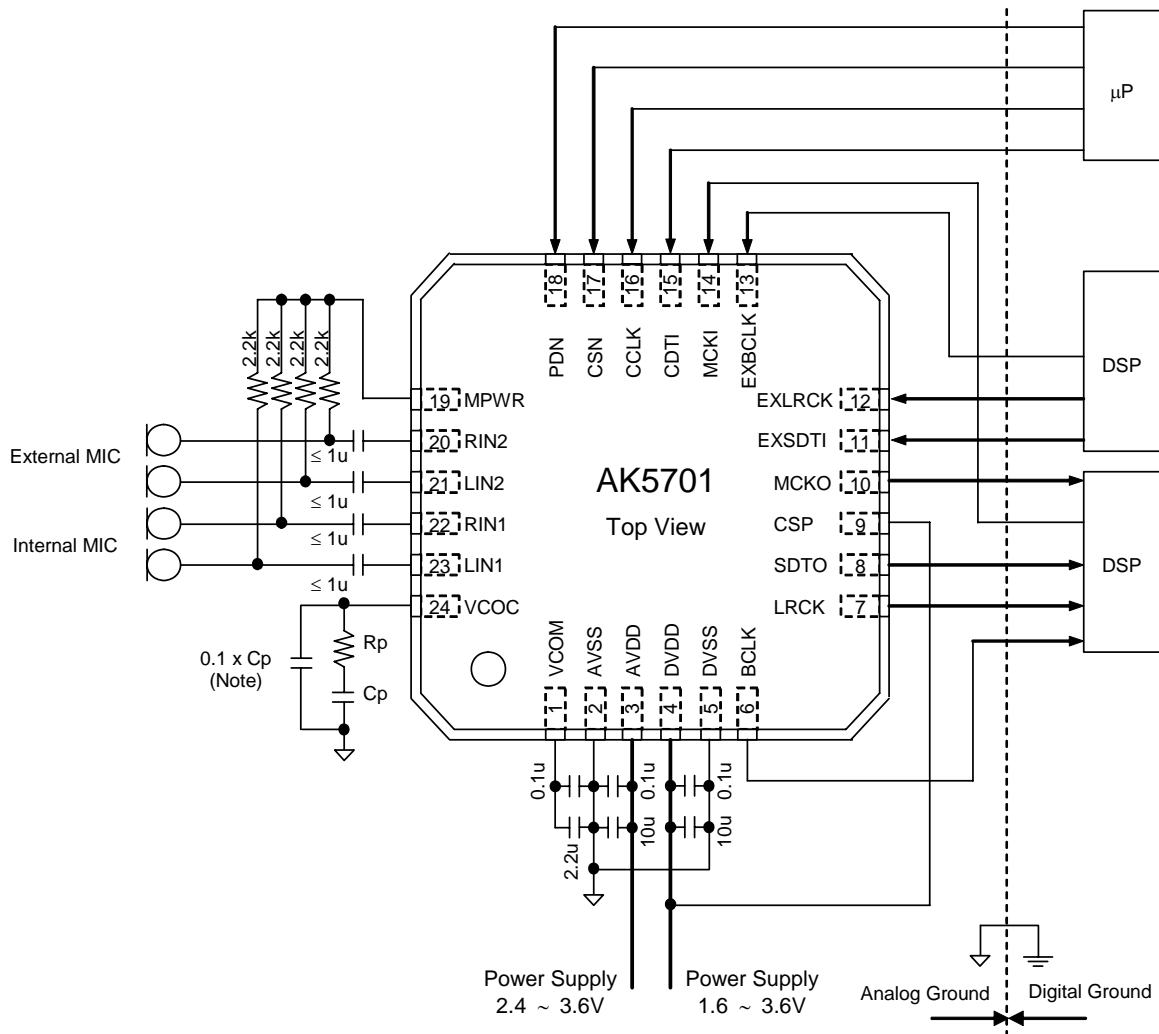 μP
18
17
16
15
14
13
PDN
CSN
CCLK
CDTI
MCKI
EXBCLK
DSP
2.2k
2.2k
2.2k
2.2k
19 MPWR
EXLRCK 12
External MIC
20 RIN2
EXSDTI 11
≤ 1u
21 LIN2
AK5701
MCKO 10
≤ 1u
Internal MIC
22 RIN1
Top View
CSP 9
≤ 1u
23 LIN1
SDTO 8
DSP
≤ 1u
24 VCOC
LRCK 7
0.1 x Cp
(Note)
Rp
Cp
VCOM
AVSS
AVDD
DVDD
DVSS
BCLK
1
2
3
4
5
6
0.1u
0.1u
0.1u
2.2u
10u
10u
Power Supply
2.4 ~ 3.6V
Power Supply
1.6 ~ 3.6V
Analog Ground
Digital Ground